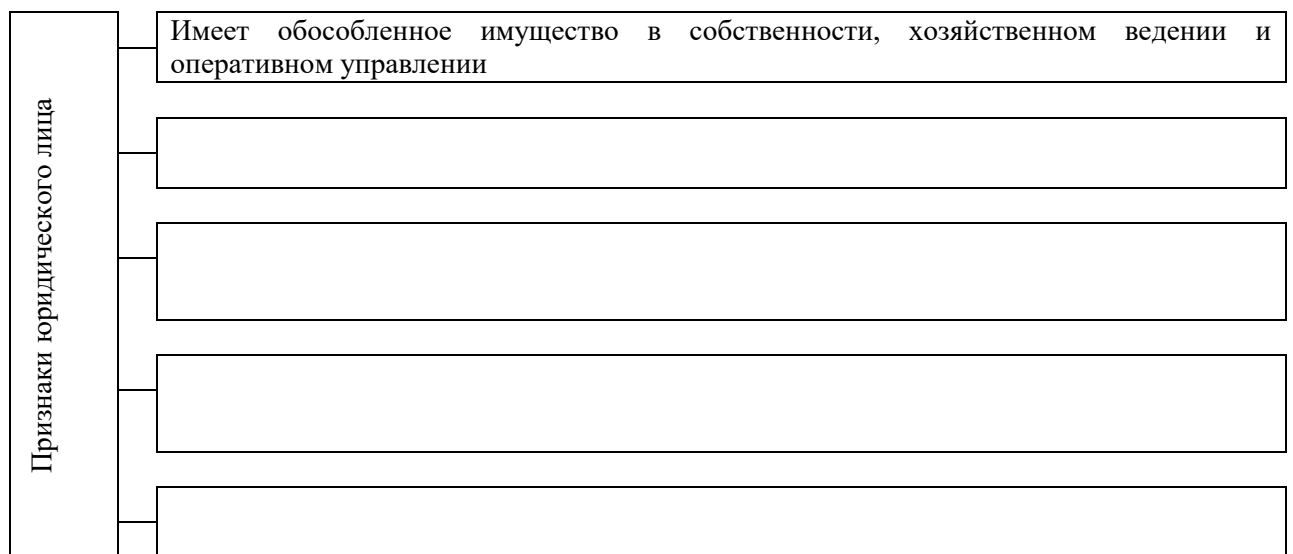 Признаки юридического лица
Имеет обособленное имущество в собственности, хозяйственном ведении и
оперативном управлении